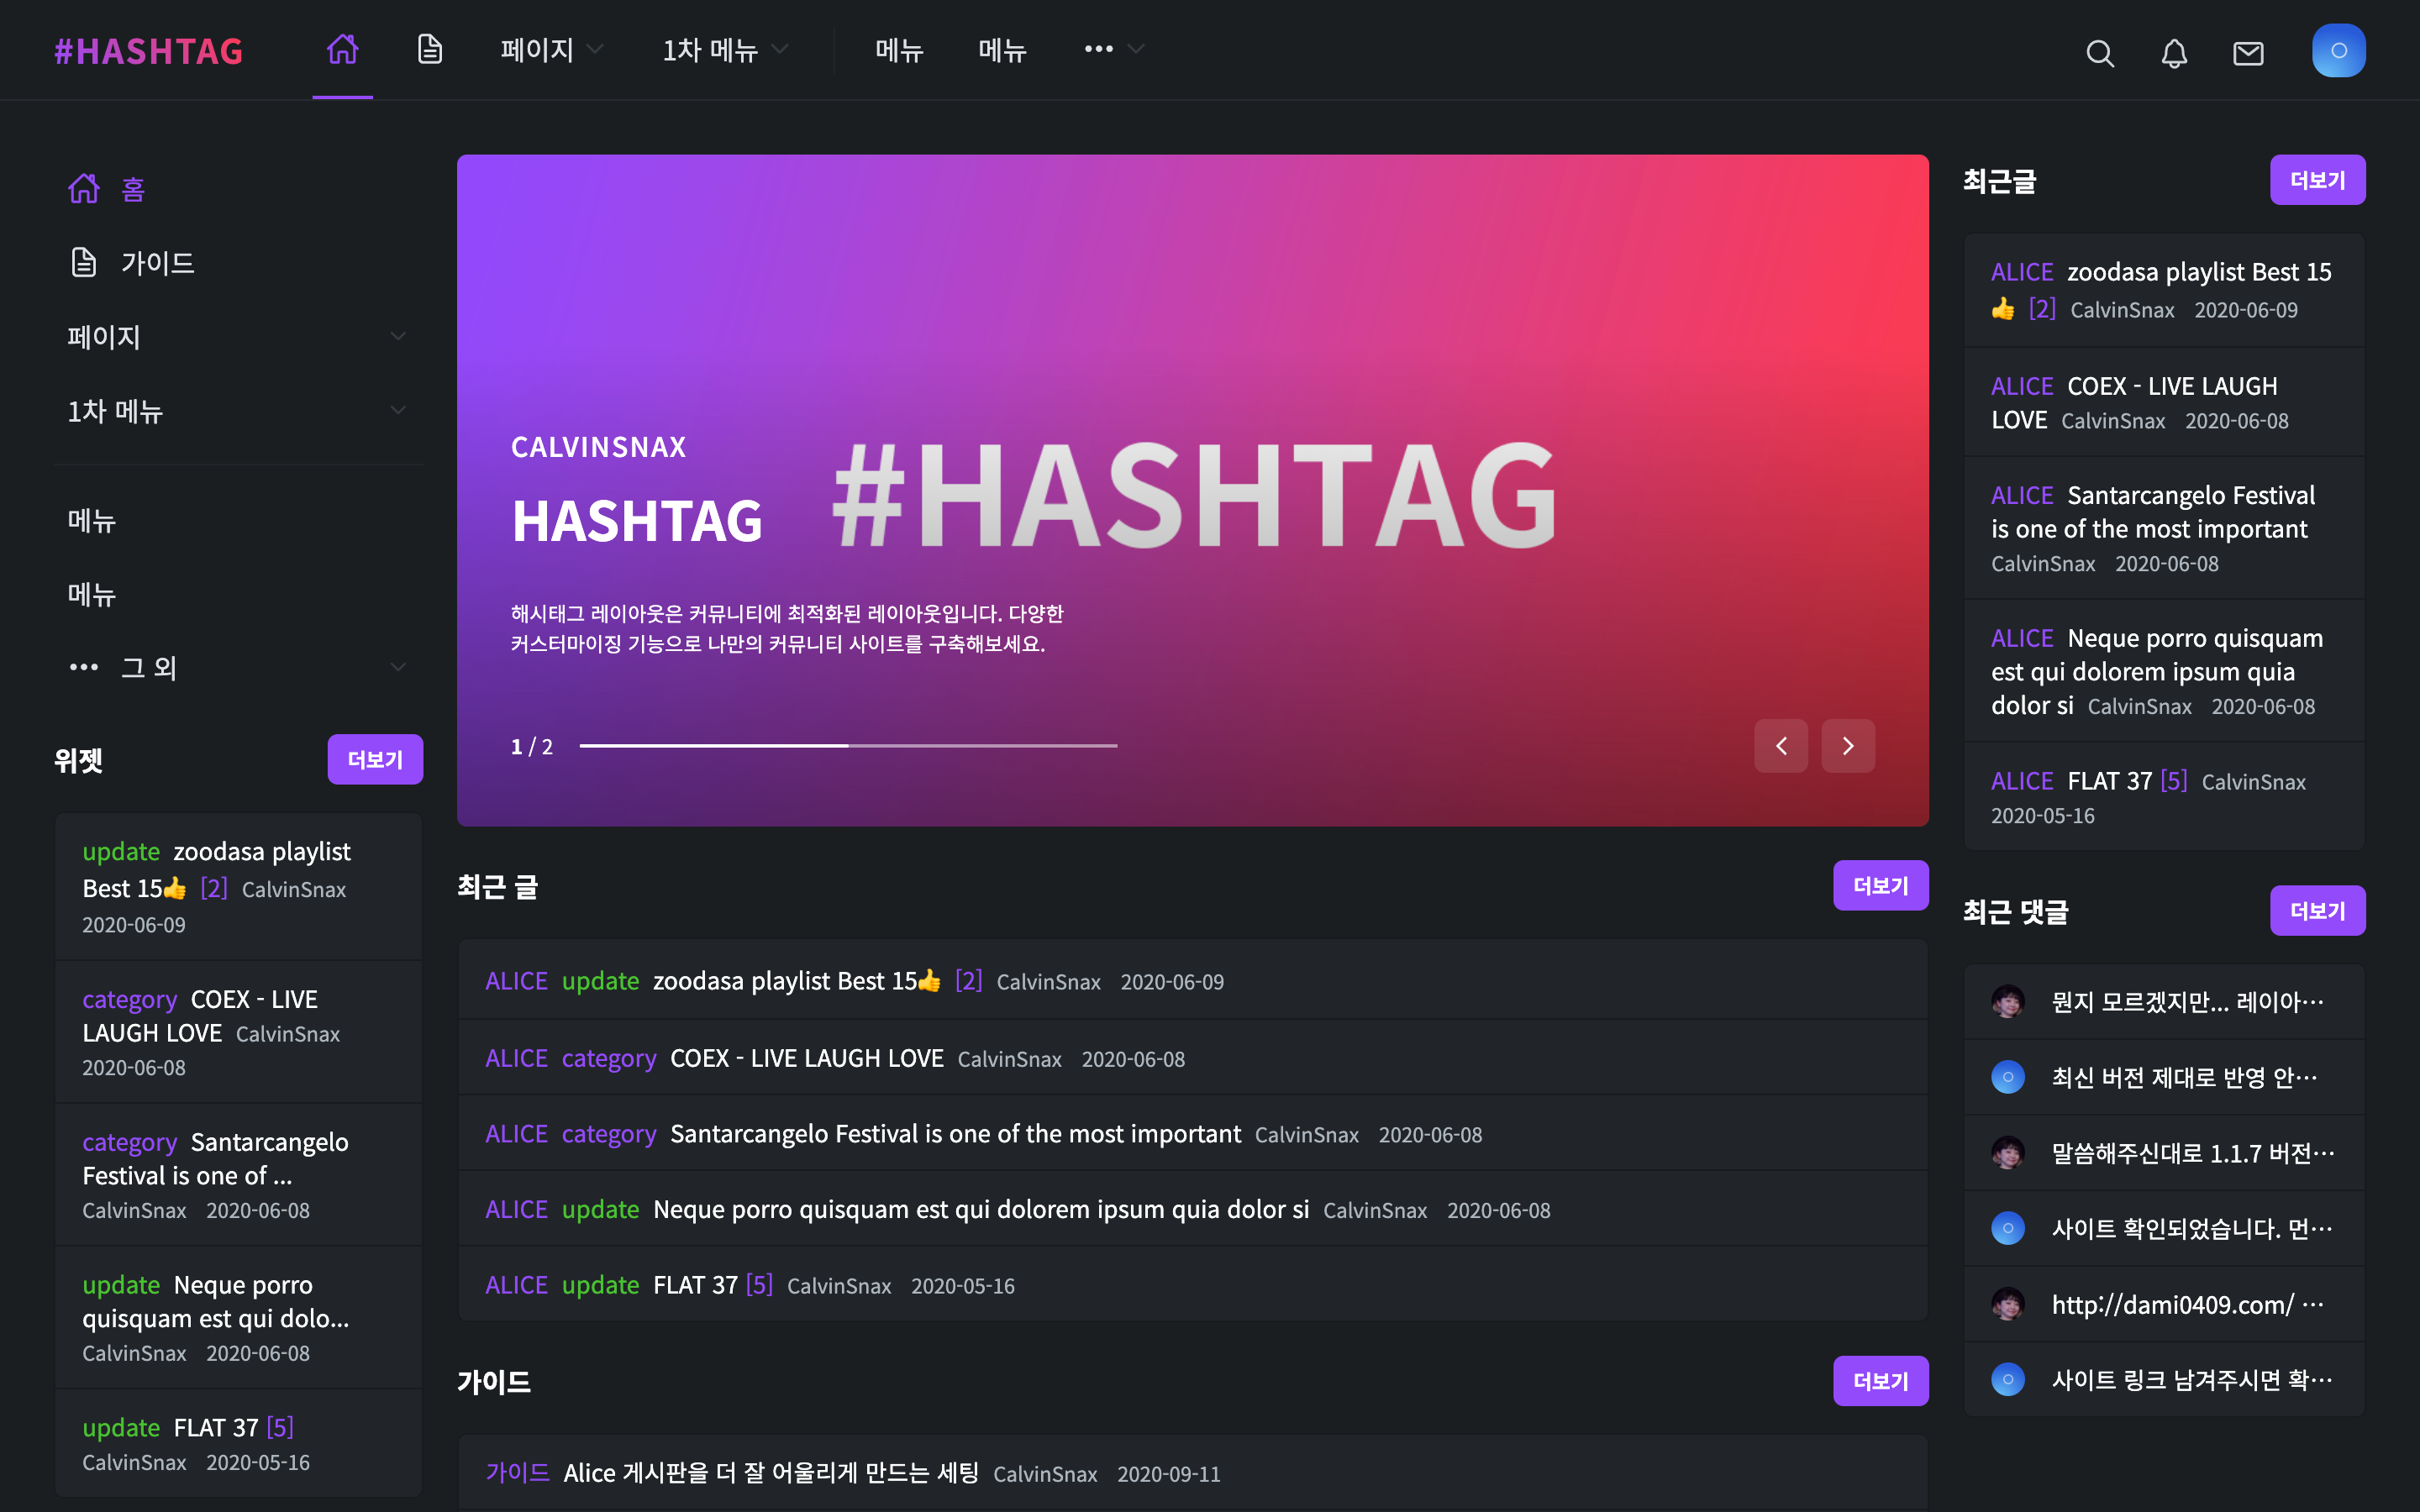 #HASHTAG
페이지
1차 메뉴
메뉴
메뉴
홈
가이드
페이지
1차 메뉴
메뉴
메뉴
그 외
위젯
더보기
update zoodasa playlist
Best 15👍 [2] CalvinSnax
2020-06-09
category COEX - LIVE
LAUGH LOVE CalvinSnax
2020-06-08
category Santarcangelo
Festival is one of ...
CalvinSnax 2020-06-08
update Neque porro
quisquam est qui dolo...
CalvinSnax 2020-06-08
update FLAT 37 [5]
CalvinSnax 2020-05-16
CALVINSNAX
HASHTAG
#HASHTAG
해시태그 레이아웃은 커뮤니티에 최적화된 레이아웃입니다. 다양한
커스터마이징 기능으로 나만의 커뮤니티 사이트를 구축해보세요.
1 / 2
최근 글
더보기
ALICE update zoodasa playlist Best 15👍 [2] CalvinSnax 2020-06-09
ALICE category COEX - LIVE LAUGH LOVE CalvinSnax 2020-06-08
ALICE category Santarcangelo Festival is one of the most important CalvinSnax 2020-06-08
ALICE update Neque porro quisquam est qui dolorem ipsum quia dolor si CalvinSnax 2020-06-08
ALICE update FLAT 37 [5] CalvinSnax 2020-05-16
가이드
더보기
가이드 Alice 게시판을 더 잘 어울리게 만드는 세팅 CalvinSnax 2020-09-11
최근글
더보기
ALICE zoodasa playlist Best 15
👍 [2] CalvinSnax 2020-06-09
ALICE COEX - LIVE LAUGH
LOVE CalvinSnax 2020-06-08
ALICE Santarcangelo Festival
is one of the most important
CalvinSnax 2020-06-08
ALICE Neque porro quisquam
est qui dolorem ipsum quia
dolor si CalvinSnax 2020-06-08
ALICE FLAT 37 [5] CalvinSnax
2020-05-16
최근 댓글
더보기
뭔지 모르겠지만... 레이아…
최신 버전 제대로 반영 안…
말씀해주신대로 1.1.7 버전…
사이트 확인되었습니다. 먼…
http://dami0409.com/ …
사이트 링크 남겨주시면 확…